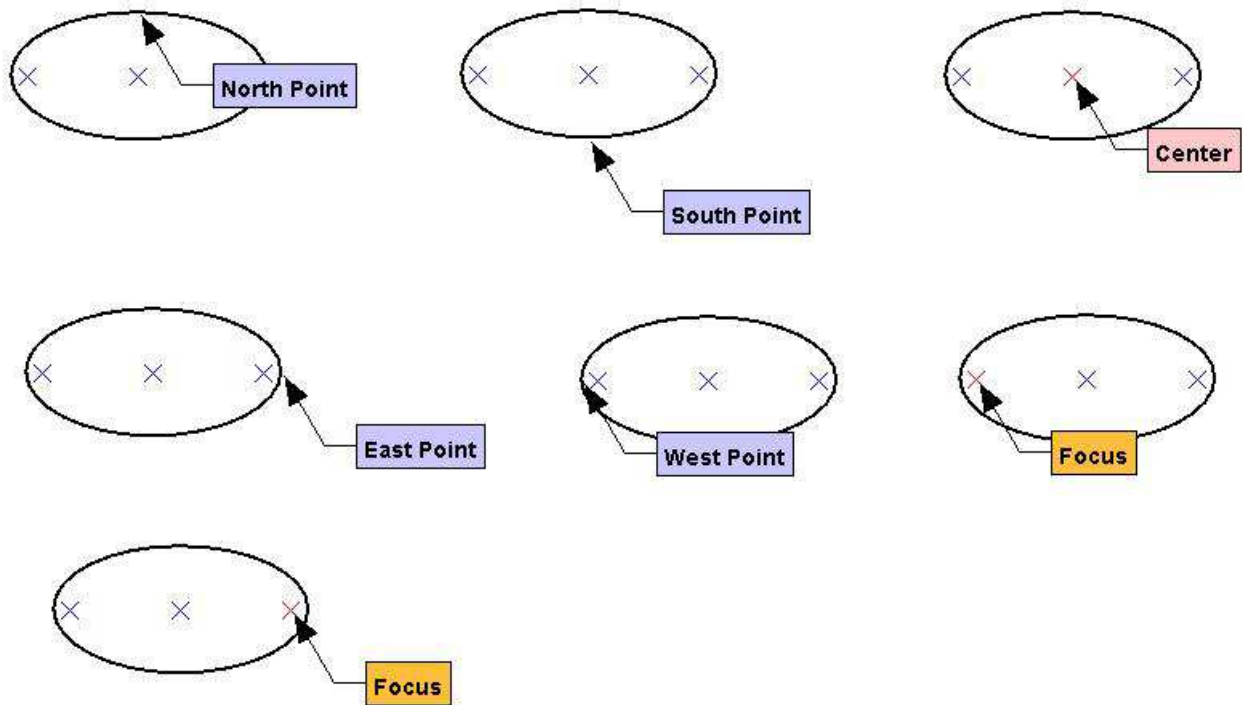 North Point
South Point
Center
East Point
West Point
Focus
Focus